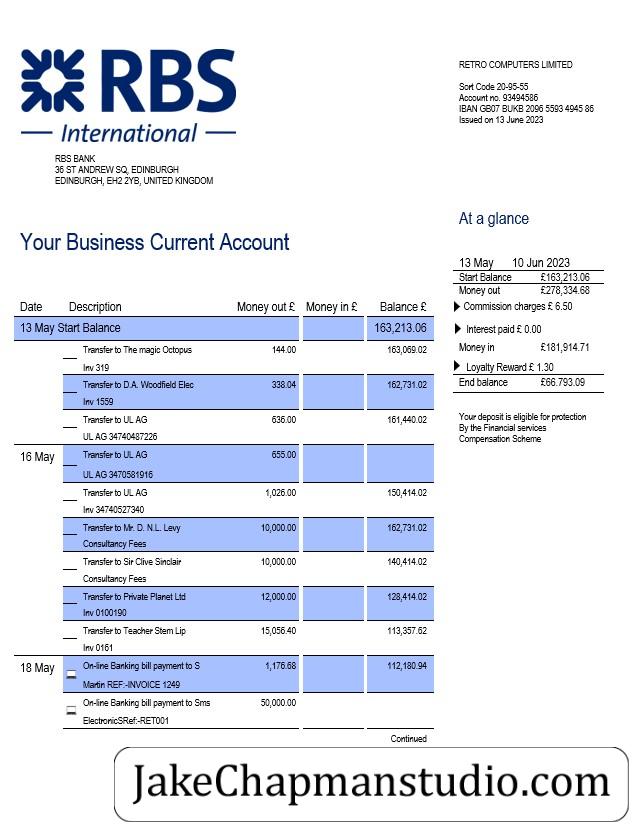 RBS
International
RBS BANK
36 ST ANDREW SQ, EDINBURGH
EDINBURGH, EH2 2YB, UNITED KINGDOM
RETRO COMPUTERS LIMITED
Sort Code 20-95-55
Account no. 93494586
IBAN GB07 BUKB 2096 5593 4945 86
Issued on 13 June 2023
At a glance
Your Business Current Account
13 May 10 Jun 2023
Start Balance £163,213.06
Money out £278,334.68
Commission charges £ 6.50
Interest paid £ 0.00
Money in £181,914.71
Loyalty Reward £ 1.30
End balance £66.793.09
Your deposit is eligible for protection
By the Financial services
Compensation Scheme
Date Description Money out £ Money in £ Balance £
13 May Start Balance 163,213.06
Transfer to The magic Octopus 144.00 163,069.02
Inv 319
Transfer to D.A. Woodfield Elec 338.04 162,731.02
Inv 1559
Transfer to UL AG 636.00 161,440.02
UL AG 34740487226
16 May Transfer to UL AG 655.00
UL AG 3470581916
Transfer to UL AG 1,026.00 150,414.02
Inv 34740527340
Transfer to Mr. D. N.L. Levy 10,000.00 162,731.02
Consultancy Fees
Transfer to Sir Clive Sinclair 10,000.00 140,414.02
Consultancy Fees
Transfer to Private Planet Ltd 12,000.00 128,414.02
Inv 0100190
Transfer to Teacher Stem Lip 15,056.40 113,357.62
Inv 0161
18 May On-line Banking bill payment to S 1,176.68 112,180.94
Martin REF:-INVOICE 1249
On-line Banking bill payment to Sms 50,000.00
ElectronicSRef:-RET001
Continued
JakeChapmanstudio.com